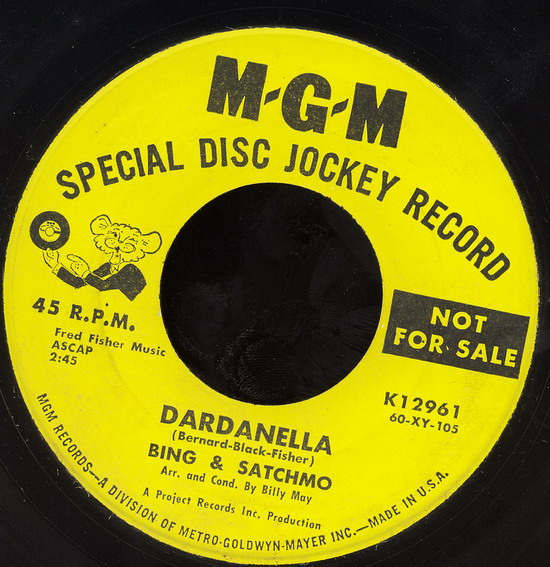 M-G-M
SPECIAL DISC JOCKEY RECORD
45 R.P.M.
Fred Fisher Music
ASCAP
2:45
NOT
FOR SALE
K12961
60-XY-105
DARDANELLA
(Bernard-Black-Fisher)
BING & SATCHMO
Arr. and Cond. By Billy May
A Project Records Inc. Production
MGM RECORDS—A DIVISION OF METRO-GOLDWYN-MAYER INC.—MADE IN U.S.A.